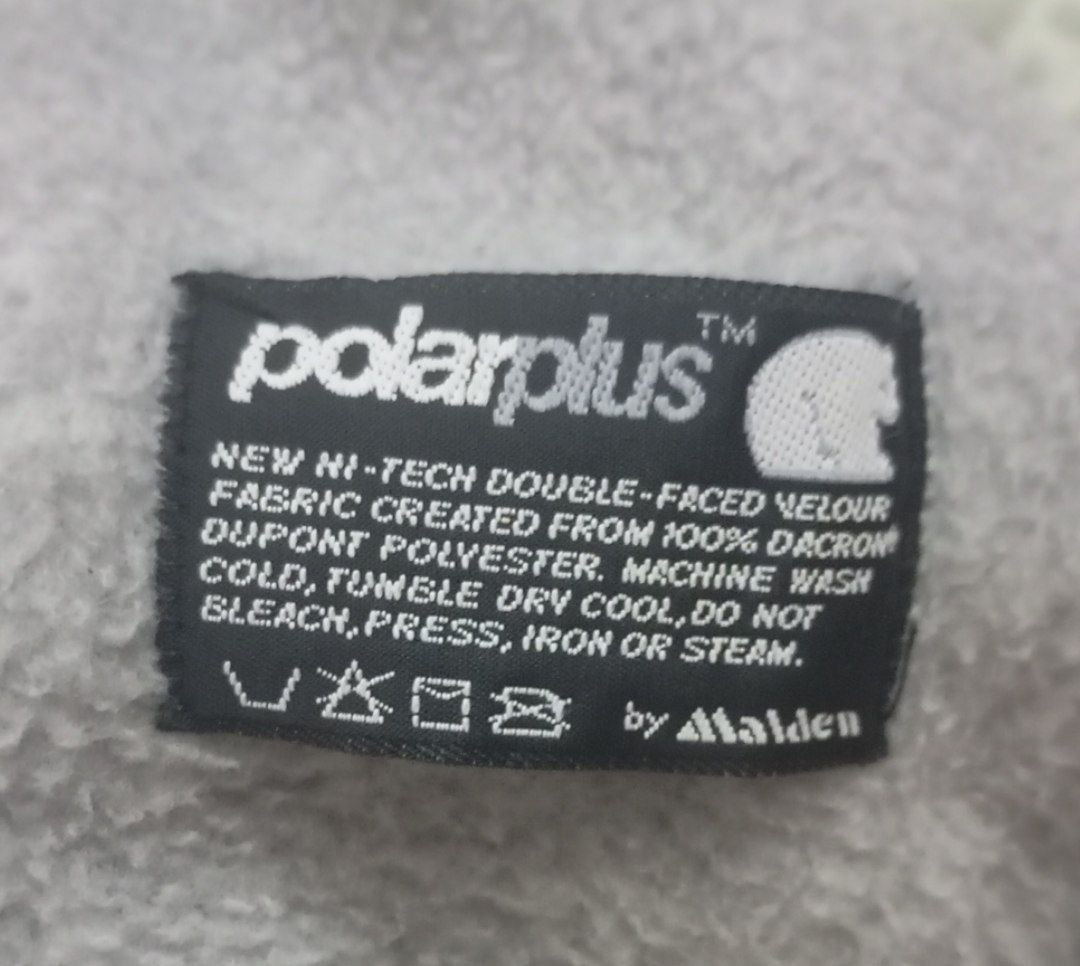 polarplus™
NEW HI-TECH DOUBLE-FACED VELOUR
FABRIC CREATED FROM 100% DACRON®
DUPONT POLYESTER. MACHINE WASH
COLD, TUMBLE DRY COOL, DO NOT
BLEACH, PRESS, IRON OR STEAM.
by Malden